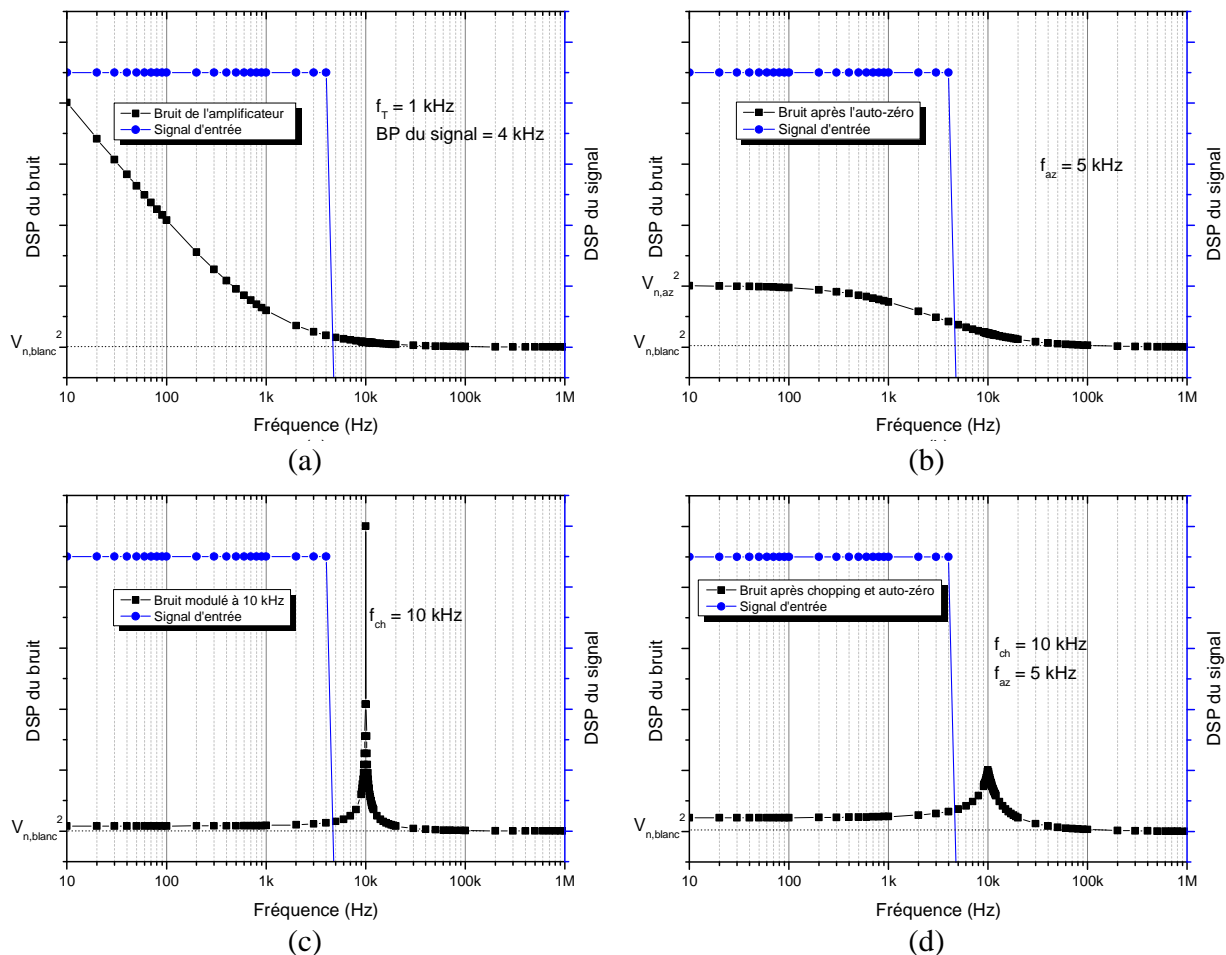 Bruit de l'amplificateur
Signal d'entrée
f_T = 1 kHz
BP du signal = 4 kHz
DSP du bruit
DSP du signal
V_n,blanc^2
10 100 1k 10k 100k 1M
Fréquence (Hz)
(a)
Bruit après l'auto-zéro
Signal d'entrée
f_az = 5 kHz
DSP du bruit
DSP du signal
V_n,az^2
V_n,blanc^2
10 100 1k 10k 100k 1M
Fréquence (Hz)
(b)
Bruit modulé à 10 kHz
Signal d'entrée
f_ch = 10 kHz
DSP du bruit
DSP du signal
V_n,blanc^2
10 100 1k 10k 100k 1M
Fréquence (Hz)
(c)
Bruit après chopping et auto-zéro
Signal d'entrée
f_ch = 10 kHz
f_az = 5 kHz
DSP du bruit
DSP du signal
V_n,blanc^2
10 100 1k 10k 100k 1M
Fréquence (Hz)
(d)